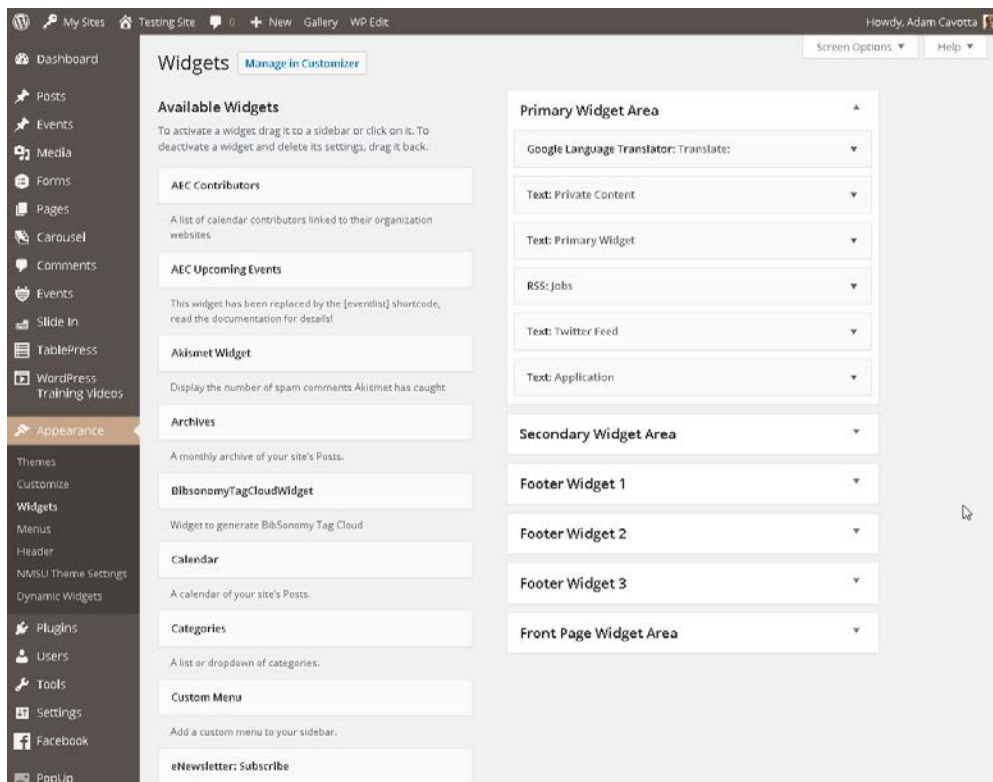 My Sites Testing Site 0 + New Gallery WP Edit Howdy, Adam Cavotta
Screen Options ▼ Help ▼
Dashboard
Posts
Events
Media
Forms
Pages
Carousel
Comments
Events
Slide In
TablePress
WordPress
Training Videos
Appearance
Themes
Customize
Widgets
Menus
Header
NMSU Theme Settings
Dynamic Widgets
Plugins
Users
Tools
Settings
Facebook
PopUp
Widgets Manage in Customizer
Available Widgets
To activate a widget drag it to a sidebar or click on it. To
deactivate a widget and delete its settings, drag it back.
AEC Contributors
A list of calendar contributors linked to their organization
websites
AEC Upcoming Events
This widget has been replaced by the [eventlist] shortcode,
read the documentation for details!
Akismet Widget
Display the number of spam comments Akismet has caught
Archives
A monthly archive of your site's Posts.
BibsonomyTagCloudWidget
Widget to generate BibSonomy Tag Cloud
Calendar
A calendar of your site's Posts.
Categories
A list or dropdown of categories.
Custom Menu
Add a custom menu to your sidebar.
eNewsletter: Subscribe
Primary Widget Area
Google Language Translator: Translate:
Text: Private Content
Text: Primary Widget
RSS: Jobs
Text: Twitter Feed
Text: Application
Secondary Widget Area
Footer Widget 1
Footer Widget 2
Footer Widget 3
Front Page Widget Area